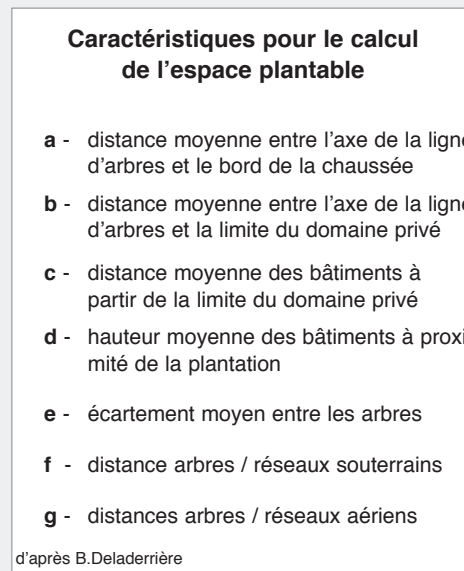 Caractéristiques pour le calcul
de l'espace plantable
a - distance moyenne entre l'axe de la ligne
d'arbres et le bord de la chaussée
b - distance moyenne entre l'axe de la ligne
d'arbres et la limite du domaine privé
c - distance moyenne des bâtiments à
partir de la limite du domaine privé
d - hauteur moyenne des bâtiments à proxi
mité de la plantation
e - écartement moyen entre les arbres
f - distance arbres / réseaux souterrains
g - distances arbres / réseaux aériens
d'après B.Deladerrière